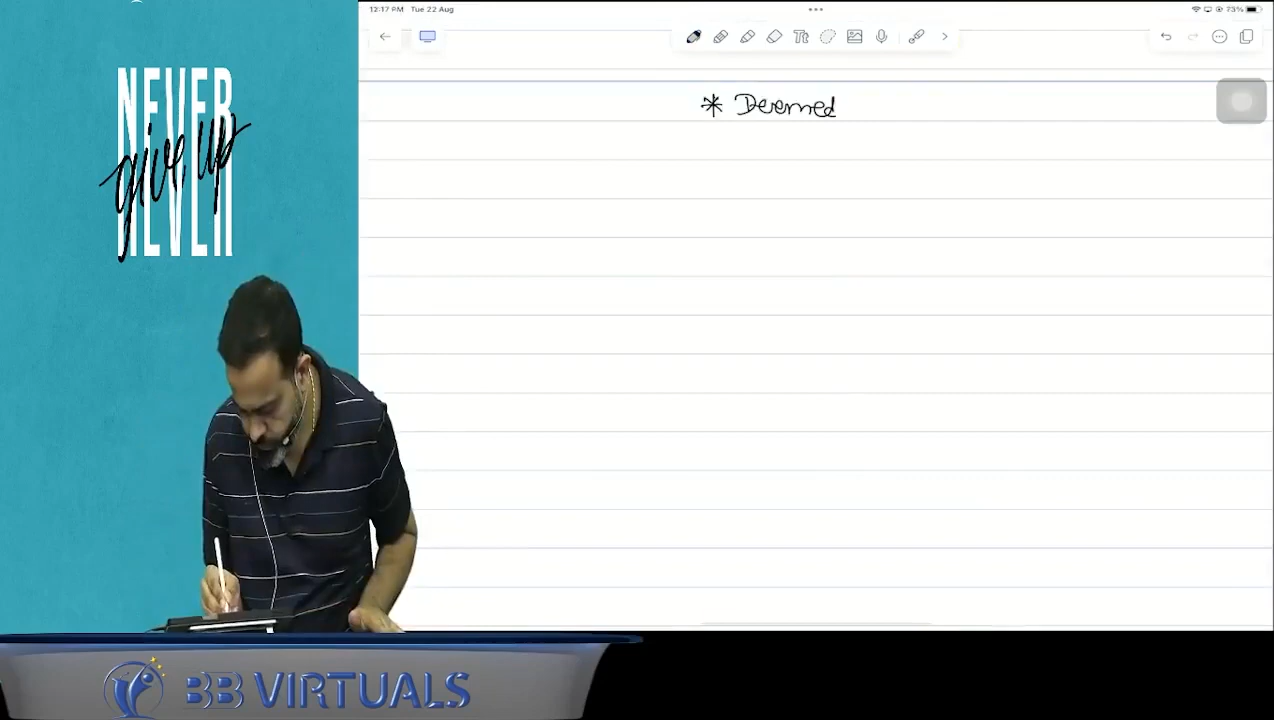 12:17 PM Tue 22 Aug
73%
NEVER
give up
NEVER
* Deemed
BB VIRTUALS